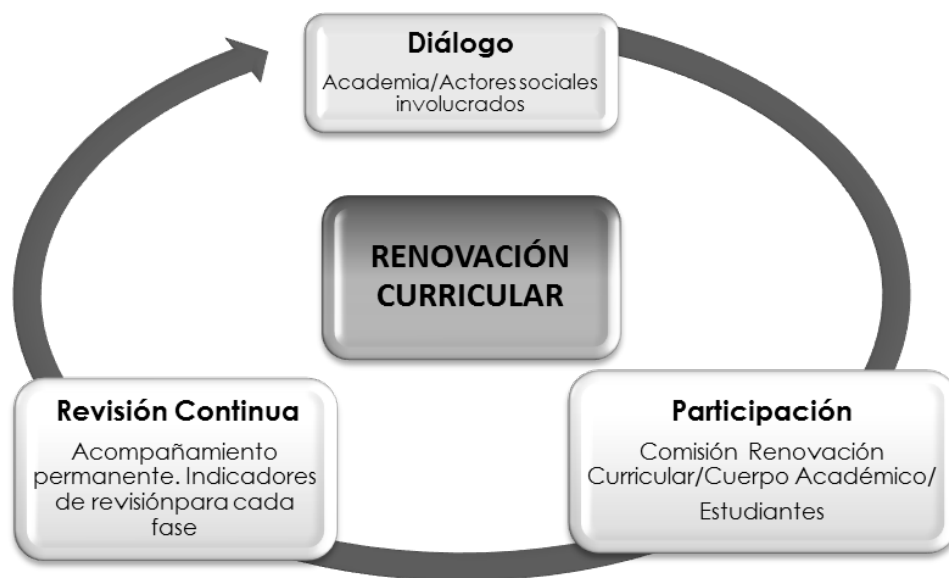 Diálogo
Academia/Actoressociales
involucrados
RENOVACIÓN
CURRICULAR
Revisión Continua
Acompañamiento
permanente. Indicadores
de revisiónpara cada
fase
Participación
Comisión Renovación
Curricular/Cuerpo Académico/
Estudiantes